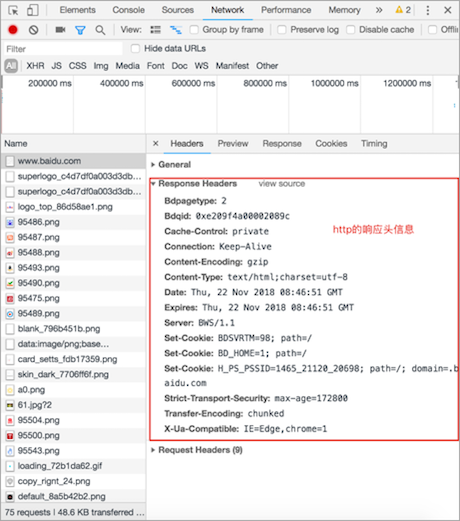 Elements Console Sources Network Performance Memory » 2
Group by frame Preserve log Disable cache Offlin
Filter Hide data URLs
All XHR JS CSS Img Media Font Doc WS Manifest Other
200000 ms 400000 ms 600000 ms 800000 ms 1000000 ms 1200000 ms
Name
www.baidu.com
superlogo_c4d7df0a003d3db...
superlogo_c4d7df0a003d3db...
logo_top_86d58ae1.png
95486.png
95487.png
95488.png
95493.png
95490.png
95475.png
95489.png
blank_796b451b.png
data:image/png;base...
card_setts_fdb17359.png
skin_dark_7706ff6f.png
a0.png
61.jpg?2
95504.png
95500.png
95543.png
loading_72b1da62.gif
copy_rignt_24.png
default_8a5b42b2.png
75 requests | 48.6 KB transferred ...
× Headers Preview Response Cookies Timing
General
Response Headers view source
http的响应头信息
Bdpagetype: 2
Bdqid: 0xe209f4a00002089c
Cache-Control: private
Connection: Keep-Alive
Content-Encoding: gzip
Content-Type: text/html;charset=utf-8
Date: Thu, 22 Nov 2018 08:46:51 GMT
Expires: Thu, 22 Nov 2018 08:46:51 GMT
Server: BWS/1.1
Set-Cookie: BDSVRTM=98; path=/
Set-Cookie: BD_HOME=1; path=/
Set-Cookie: H_PS_PSSID=1465_21120_20698; path=/; domain=.b
aidu.com
Strict-Transport-Security: max-age=172800
Transfer-Encoding: chunked
X-Ua-Compatible: IE=Edge,chrome=1
Request Headers (9)